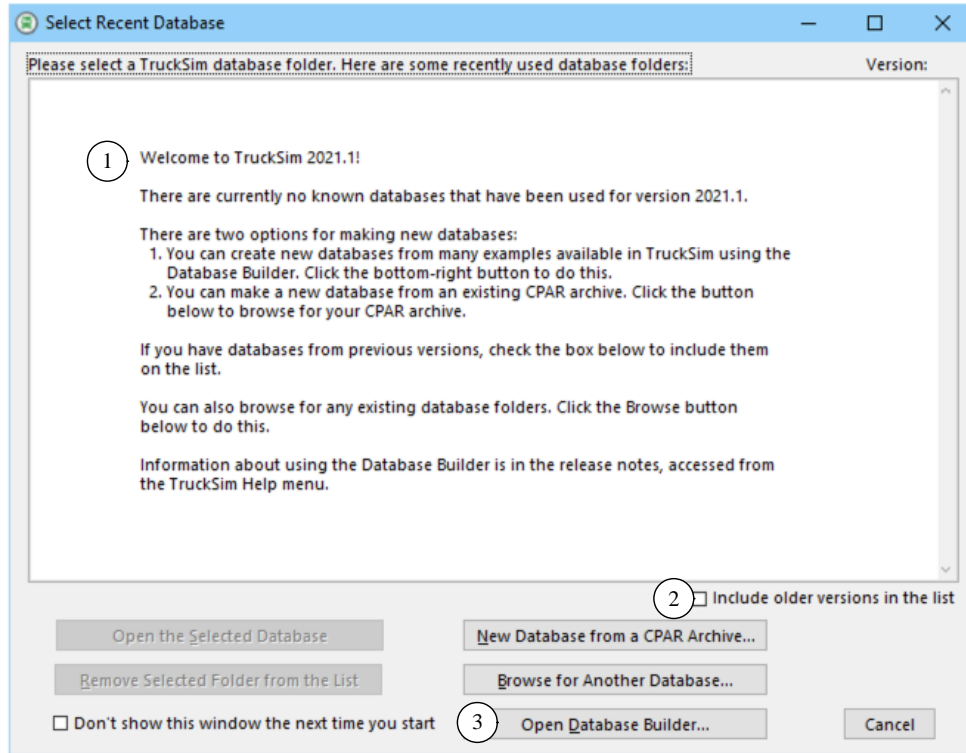 Select Recent Database
Please select a TruckSim database folder. Here are some recently used database folders: Version:
1 Welcome to TruckSim 2021.1!
There are currently no known databases that have been used for version 2021.1.
There are two options for making new databases:
1. You can create new databases from many examples available in TruckSim using the
Database Builder. Click the bottom-right button to do this.
2. You can make a new database from an existing CPAR archive. Click the button
below to browse for your CPAR archive.
If you have databases from previous versions, check the box below to include them
on the list.
You can also browse for any existing database folders. Click the Browse button
below to do this.
Information about using the Database Builder is in the release notes, accessed from
the TruckSim Help menu.
2 Include older versions in the list
Open the Selected Database New Database from a CPAR Archive...
Remove Selected Folder from the List Browse for Another Database...
Don't show this window the next time you start 3 Open Database Builder... Cancel